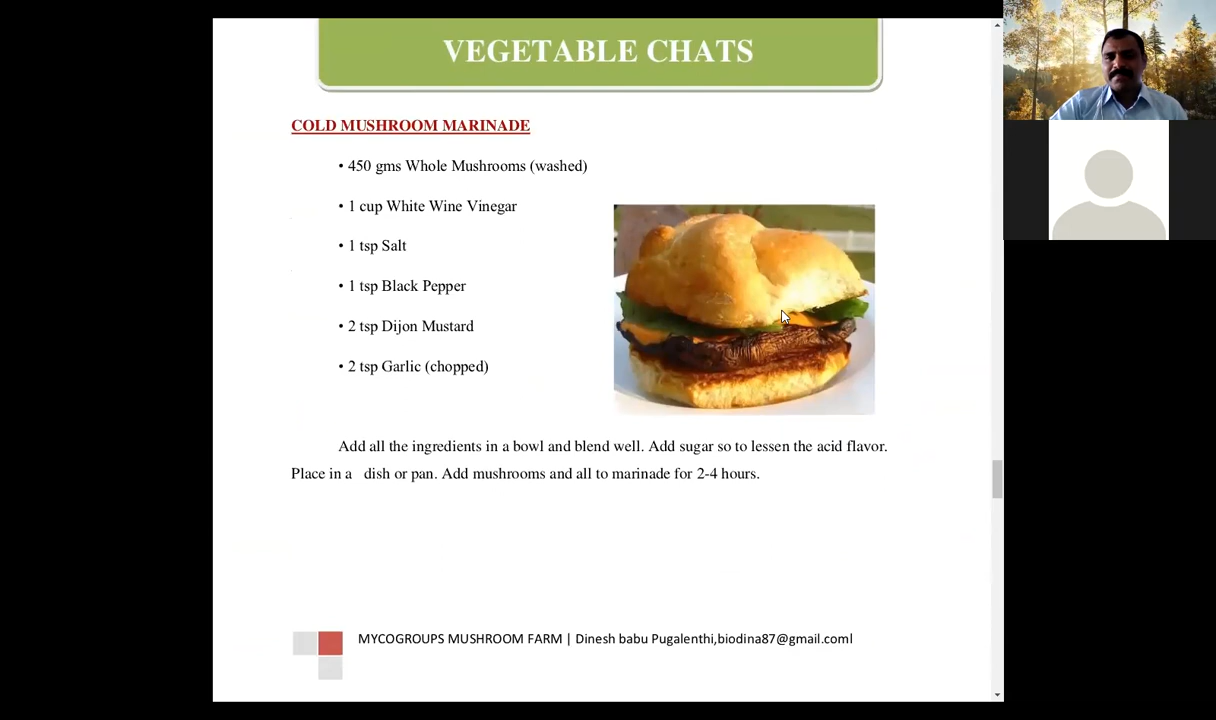 VEGETABLE CHATS
COLD MUSHROOM MARINADE
• 450 gms Whole Mushrooms (washed)
• 1 cup White Wine Vinegar
• 1 tsp Salt
• 1 tsp Black Pepper
• 2 tsp Dijon Mustard
• 2 tsp Garlic (chopped)
Add all the ingredients in a bowl and blend well. Add sugar so to lessen the acid flavor.
Place in a dish or pan. Add mushrooms and all to marinade for 2-4 hours.
MYCOGROUPS MUSHROOM FARM | Dinesh babu Pugalenthi,biodina87@gmail.coml